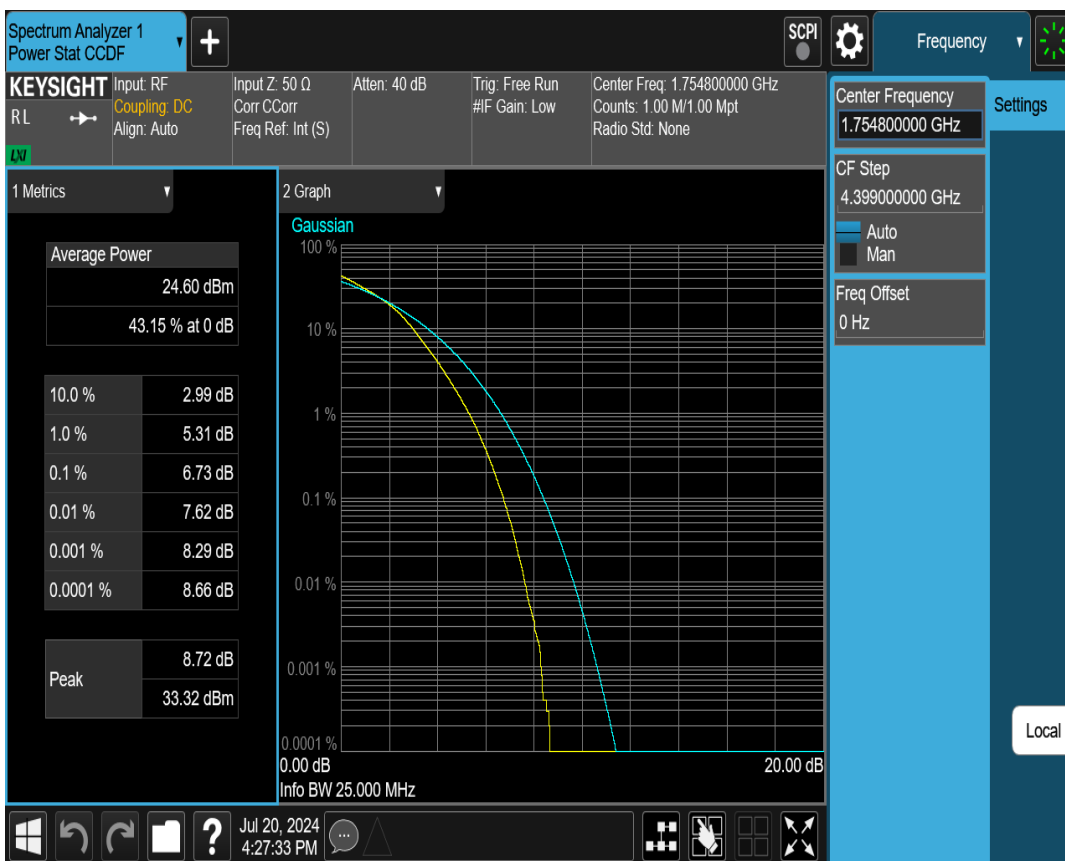 Spectrum Analyzer 1
Power Stat CCDF
+
SCPI
Frequency
KEYSIGHT
RL
LXI
Input: RF
Coupling: DC
Align: Auto
Input Z: 50 Ω
Corr CCorr
Freq Ref: Int (S)
Atten: 40 dB
Trig: Free Run
#IF Gain: Low
Center Freq: 1.754800000 GHz
Counts: 1.00 M/1.00 Mpt
Radio Std: None
Center Frequency
1.754800000 GHz
Settings
CF Step
4.399000000 GHz
Auto
Man
Freq Offset
0 Hz
1 Metrics
Average Power
24.60 dBm
43.15 % at 0 dB
10.0 % 2.99 dB
1.0 % 5.31 dB
0.1 % 6.73 dB
0.01 % 7.62 dB
0.001 % 8.29 dB
0.0001 % 8.66 dB
Peak
8.72 dB
33.32 dBm
2 Graph
Gaussian
100 %
10 %
1 %
0.1 %
0.01 %
0.001 %
0.0001 %
0.00 dB 20.00 dB
Info BW 25.000 MHz
Local
?
Jul 20, 2024
4:27:33 PM